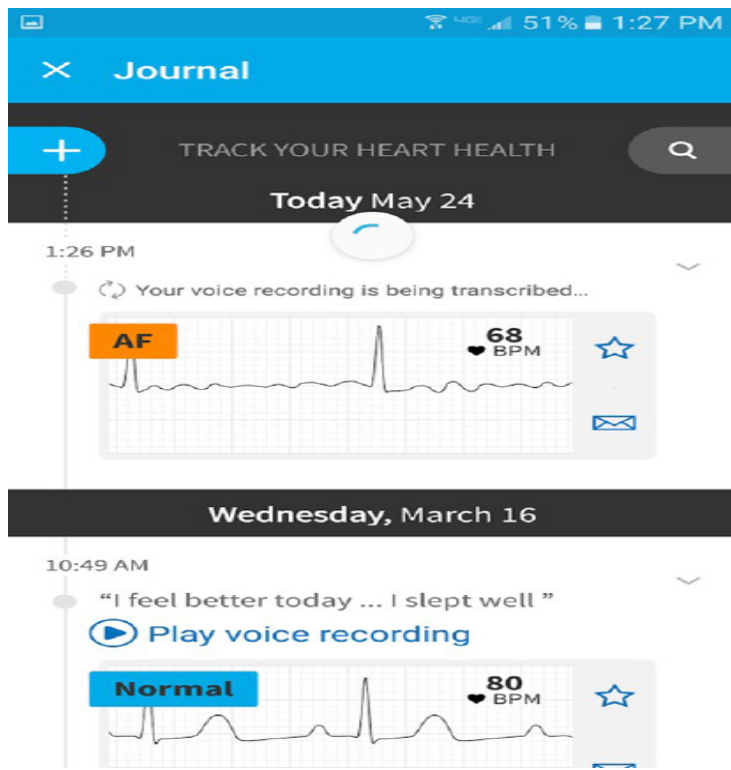 4GE 51% 1:27 PM
Journal
TRACK YOUR HEART HEALTH
Today May 24
1:26 PM
Your voice recording is being transcribed...
AF
68
BPM
Wednesday, March 16
10:49 AM
“I feel better today ... I slept well ”
Play voice recording
Normal
80
BPM